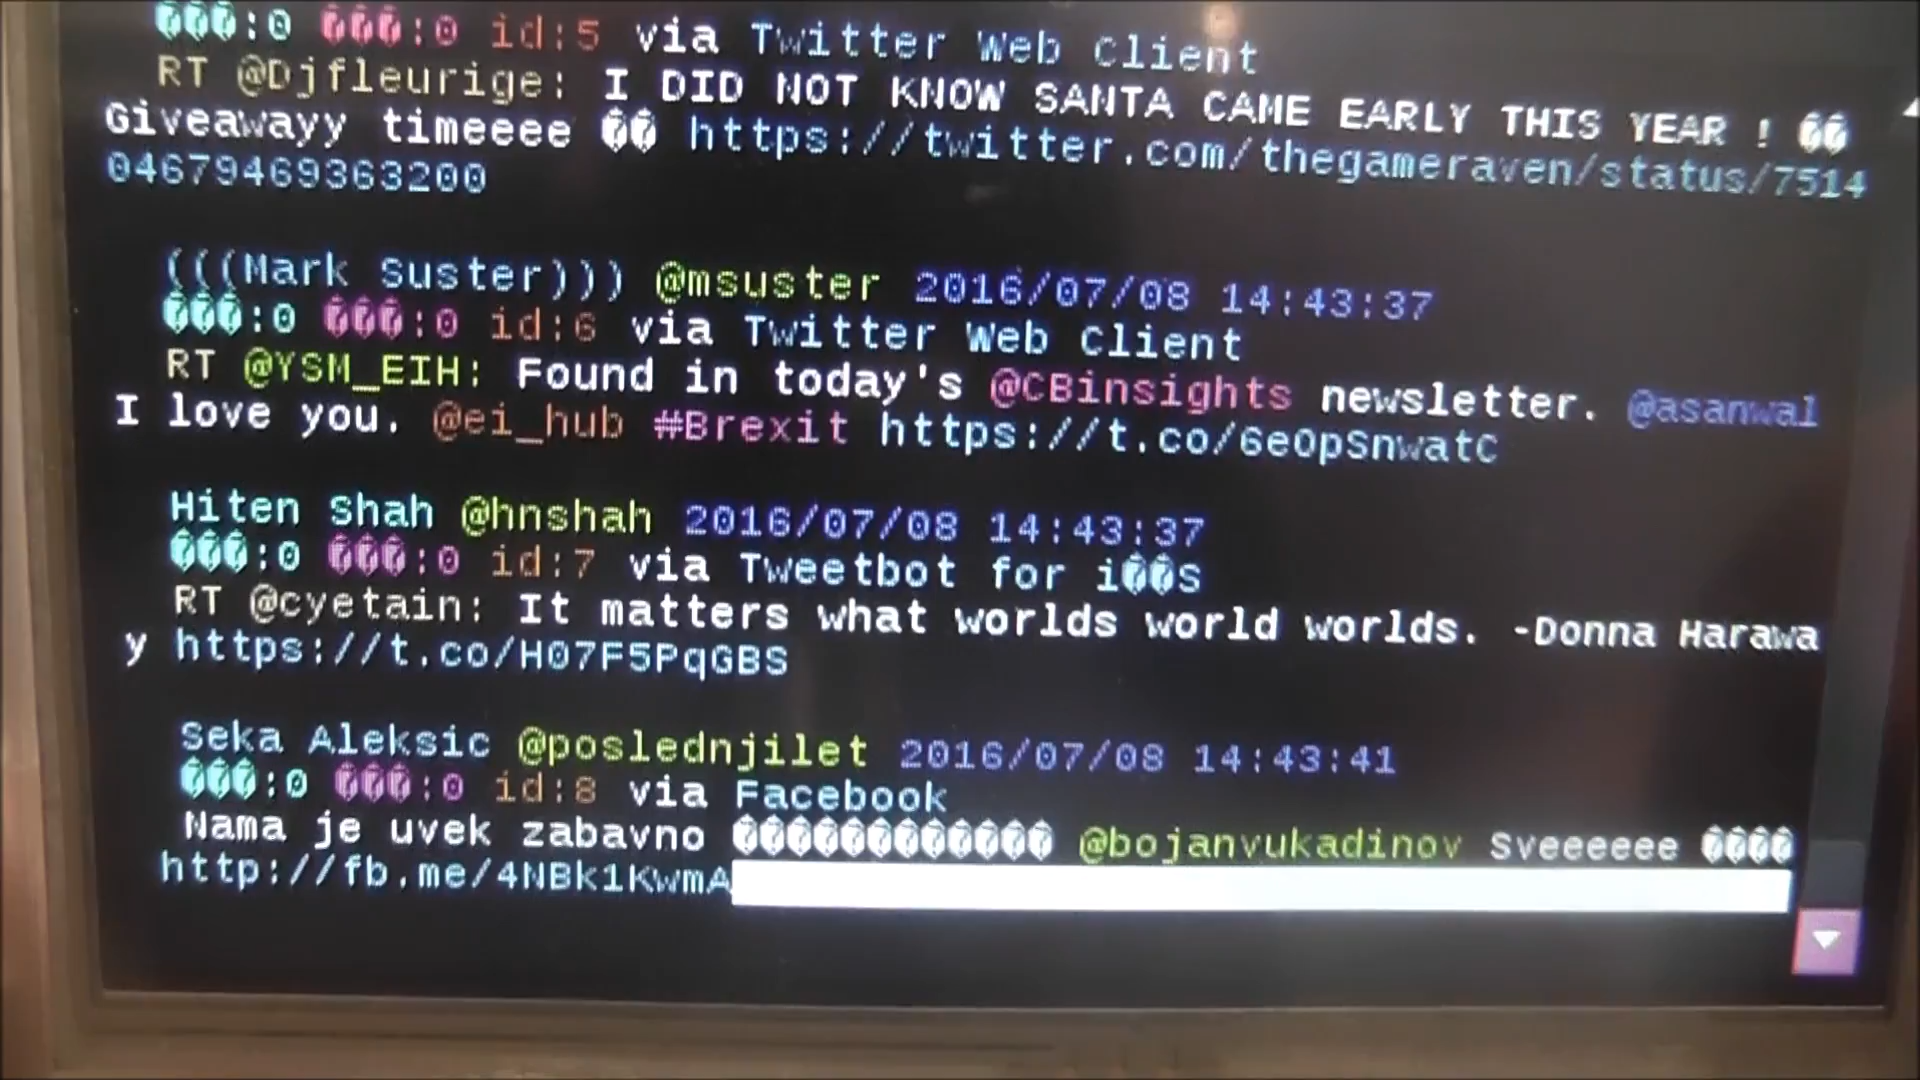 ���:0 ���:0 id:5 via Twitter Web Client
RT @Djfleurige: I DID NOT KNOW SANTA CAME EARLY THIS YEAR ! ��
Giveawayy timeeee �� https://twitter.com/thegameraven/status/7514
04679469363200
(((Mark Suster))) @msuster 2016/07/08 14:43:37
���:0 ���:0 id:6 via Twitter Web Client
RT @YSM_EIH: Found in today's @CBinsights newsletter. @asanwal
I love you. @ei_hub #Brexit https://t.co/6eOpSnwatC
Hiten Shah @hnshah 2016/07/08 14:43:37
���:0 ���:0 id:7 via Tweetbot for i��S
RT @cyetain: It matters what worlds world worlds. -Donna Harawa
y https://t.co/H07F5PqGBS
Seka Aleksic @poslednjilet 2016/07/08 14:43:41
���:0 ���:0 id:8 via Facebook
Nama je uvek zabavno ������������ @bojanvukadinov Sveeeeee ����
http://fb.me/4NBk1KwmA